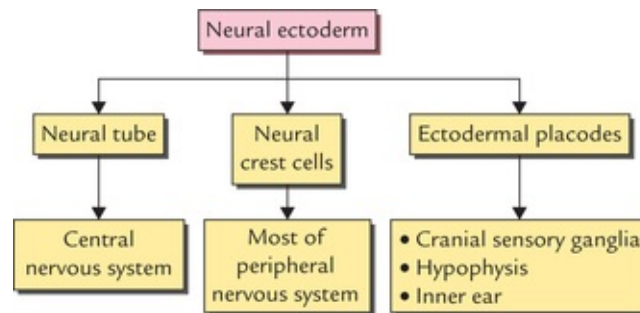 Neural ectoderm
Neural tube
Neural
crest cells
Ectodermal placodes
Central
nervous system
Most of
peripheral
nervous system
• Cranial sensory ganglia
• Hypophysis
• Inner ear